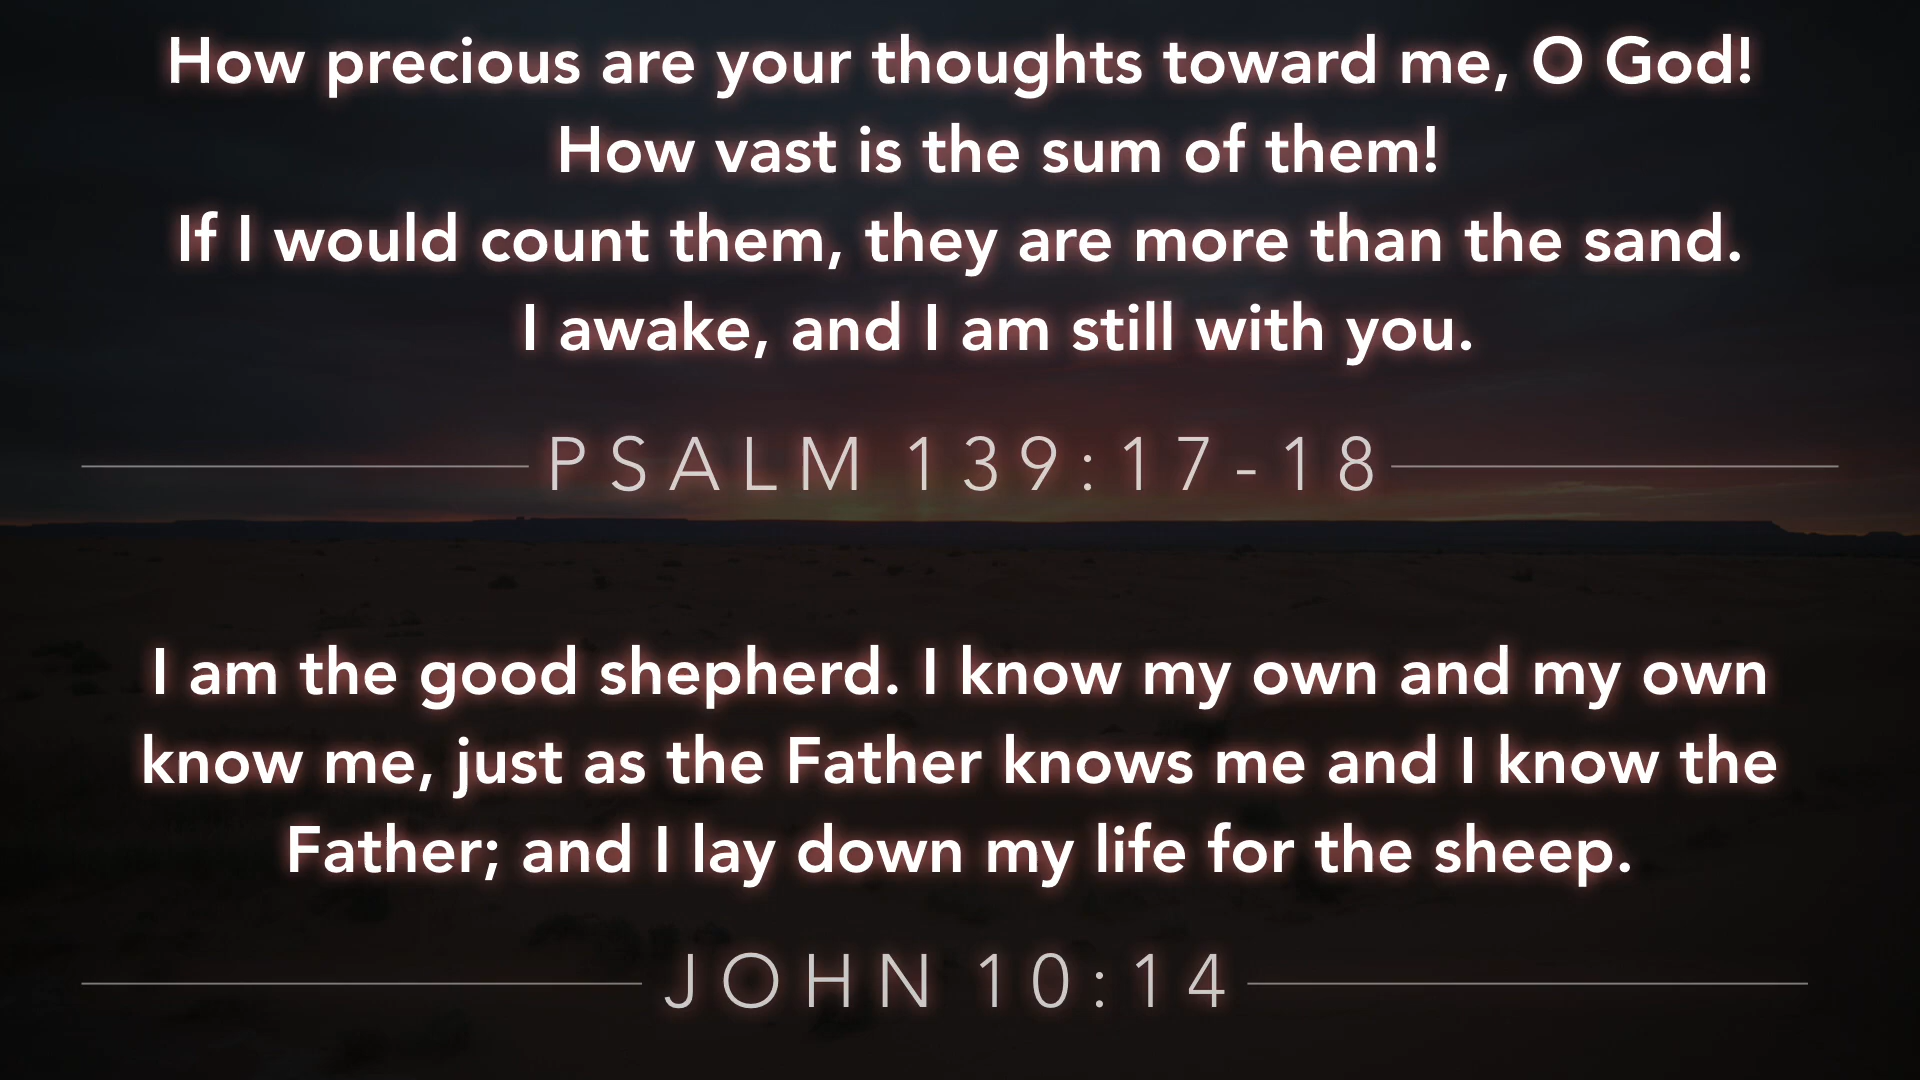 How precious are your thoughts toward me, O God!
How vast is the sum of them!
If I would count them, they are more than the sand.
I awake, and I am still with you.
PSALM 139:17-18
I am the good shepherd. I know my own and my own
know me, just as the Father knows me and I know the
Father; and I lay down my life for the sheep.
JOHN 10:14